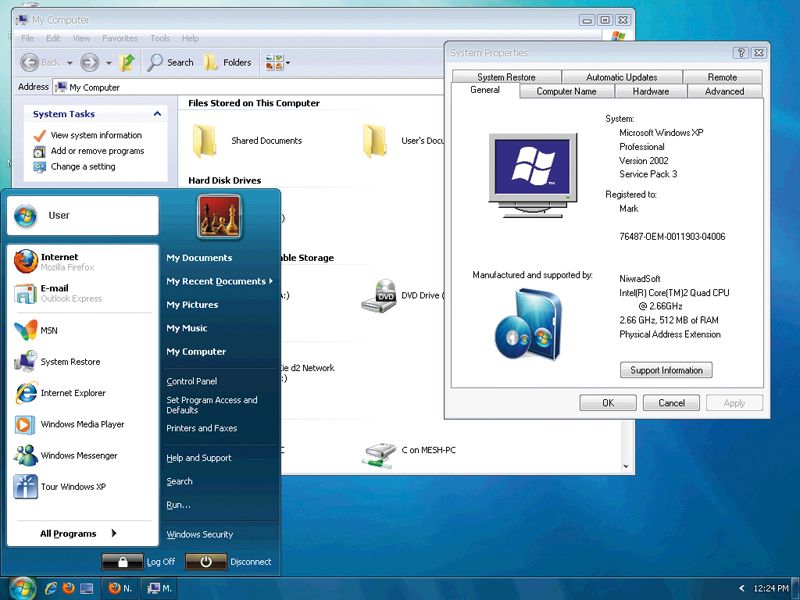 My Computer
File Edit View Favorites Tools Help
Back Search Folders
Address My Computer
System Tasks
View system information
Add or remove programs
Change a setting
Files Stored on This Computer
Shared Documents
User's Docu
Hard Disk Drives
:)
ble Storage
:)
DVD Drive (
ie d2 Network
:)
C on MESH-PC
System Properties
System Restore Automatic Updates Remote
General Computer Name Hardware Advanced
System:
Microsoft Windows XP
Professional
Version 2002
Service Pack 3
Registered to:
Mark
76487-OEM-0011903-04006
Manufactured and supported by:
NiwradSoft
Intel(R) Core(TM)2 Quad CPU
@ 2.66GHz
2.66 GHz, 512 MB of RAM
Physical Address Extension
Support Information
OK Cancel Apply
User
Internet
Mozilla Firefox
E-mail
Outlook Express
MSN
System Restore
Internet Explorer
Windows Media Player
Windows Messenger
Tour Windows XP
All Programs
My Documents
My Recent Documents
My Pictures
My Music
My Computer
Control Panel
Set Program Access and
Defaults
Printers and Faxes
Help and Support
Search
Run...
Windows Security
Log Off Disconnect
N. M. 12:24 PM